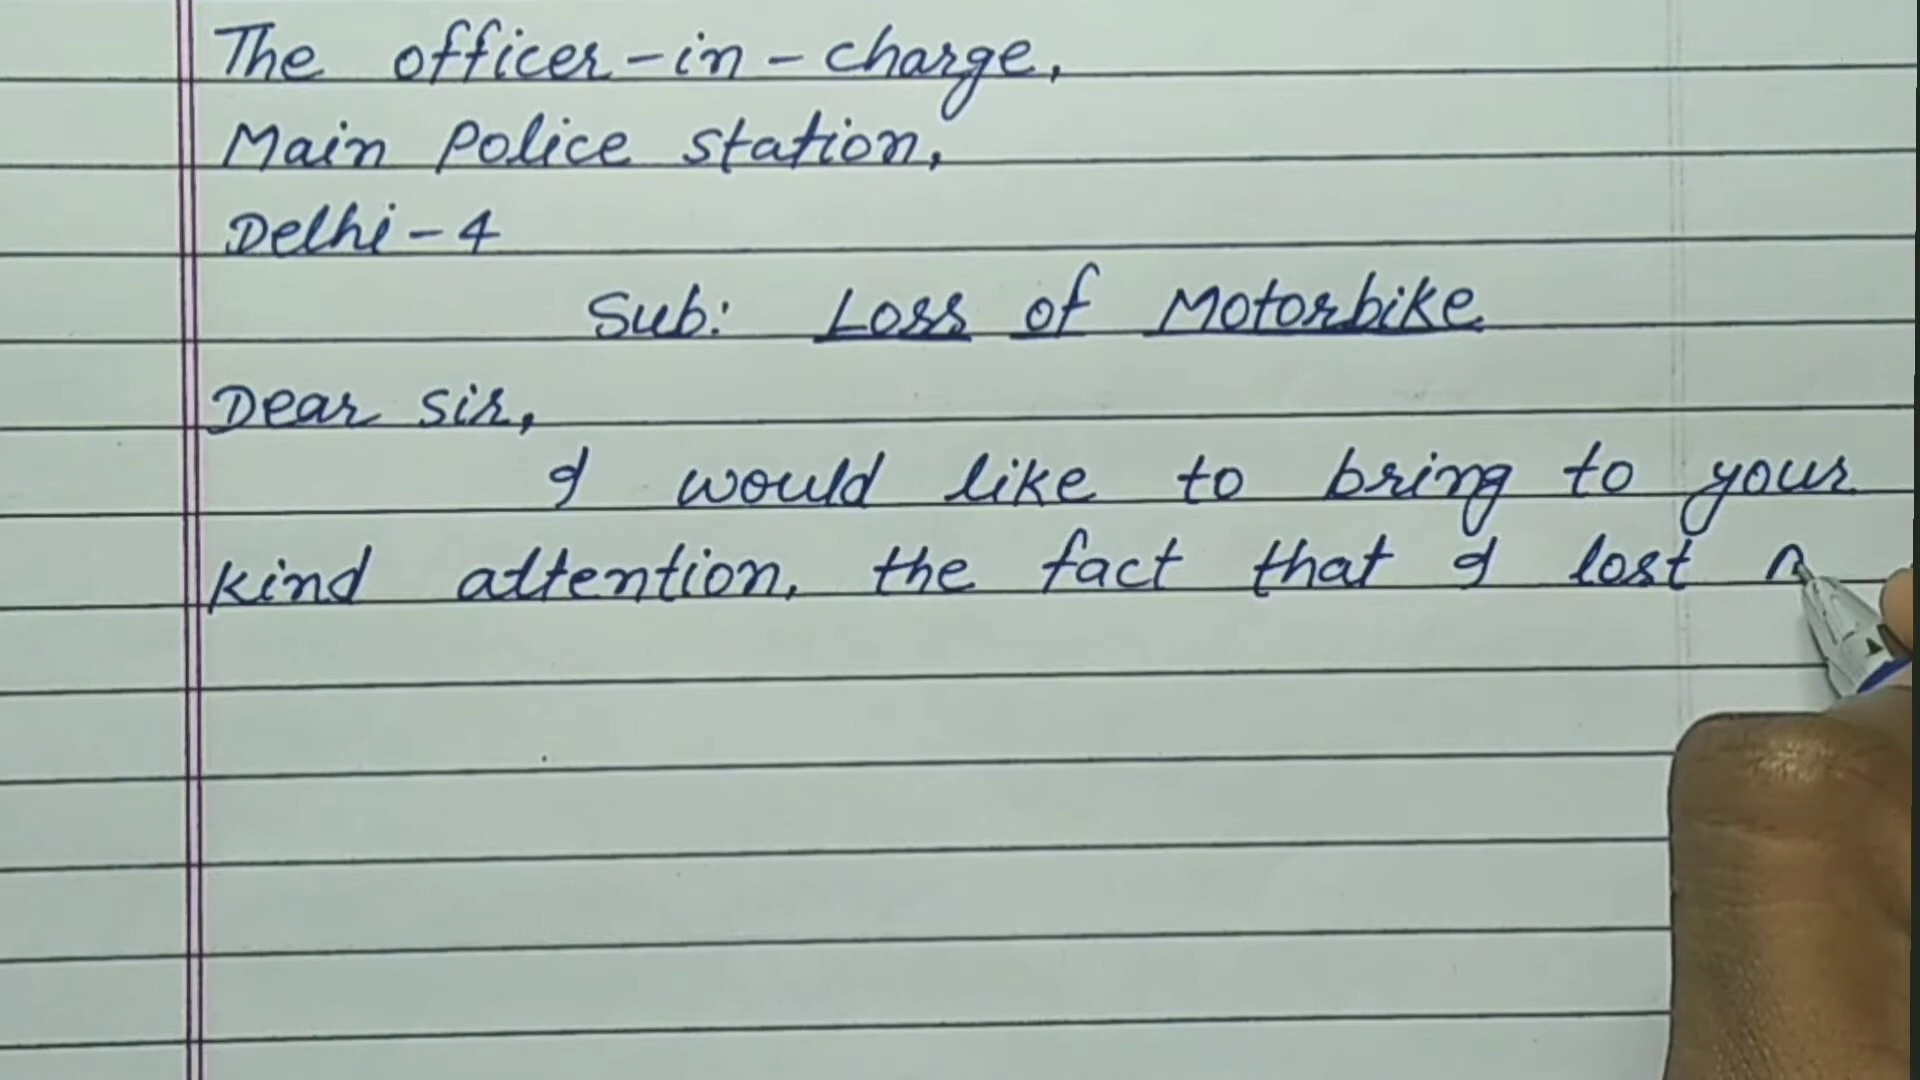 The officer-in-charge,
Main Police station,
Delhi-4
Sub: Loss of Motorbike
Dear sir,
I would like to bring to your
kind attention, the fact that I lost